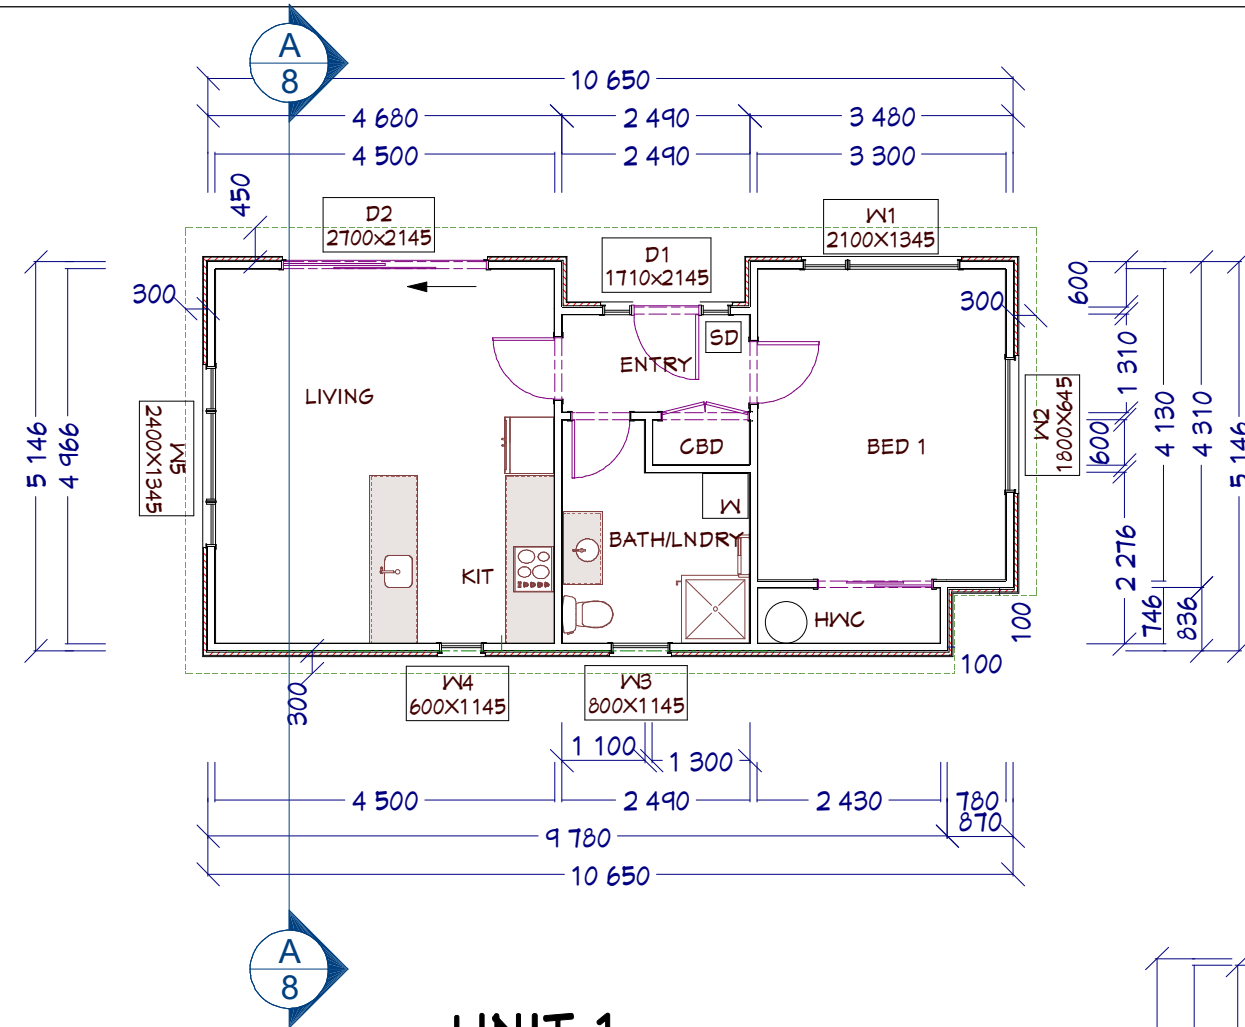 A
8
10 650
4 680
2 490
3 480
4 500
2 490
3 300
450
D2
2700x2145
D1
1710x2145
W1
2100X1345
300
300
600
5 146
4 966
W5
2400X1345
LIVING
ENTRY
SD
CBD
BED 1
W2
1800X645
1 310
600
4 130
4 310
5 146
W
BATH/LNDRY
KIT
HWC
2 276
746
836
100
100
300
W4
600X1145
W3
800X1145
1 100
1 300
4 500
2 490
2 430
780
870
9 780
10 650
A
8
UNIT 1